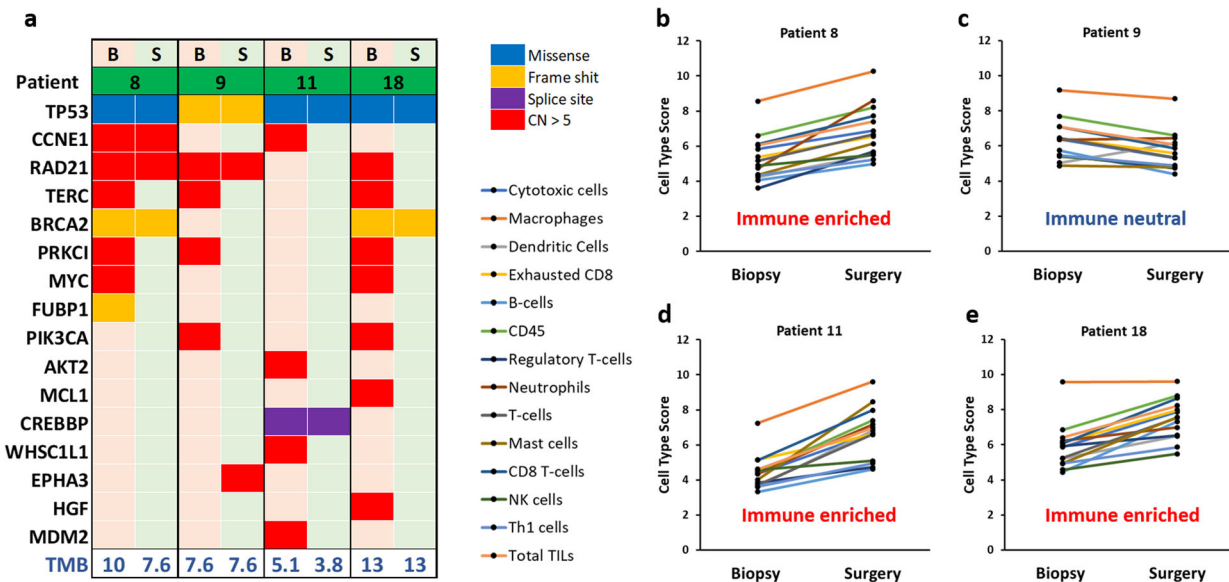 a
B S B S B S B S
Patient 8 9 11 18
TP53
CCNE1
RAD21
TERC
BRCA2
PRKCI
MYC
FUBP1
PIK3CA
AKT2
MCL1
CREBBP
WHSC1L1
EPHA3
HGF
MDM2
TMB 10 7.6 7.6 7.6 5.1 3.8 13 13
Missense
Frame shit
Splice site
CN > 5
Cytotoxic cells
Macrophages
Dendritic Cells
Exhausted CD8
B-cells
CD45
Regulatory T-cells
Neutrophils
T-cells
Mast cells
CD8 T-cells
NK cells
Th1 cells
Total TILs
b
Patient 8
Cell Type Score
12
10
8
6
4
2
0
Immune enriched
Biopsy Surgery
c
Patient 9
Cell Type Score
12
10
8
6
4
2
0
Immune neutral
Biopsy Surgery
d
Patient 11
Cell Type Score
12
10
8
6
4
2
0
Immune enriched
Biopsy Surgery
e
Patient 18
Cell Type Score
12
10
8
6
4
2
0
Immune enriched
Biopsy Surgery